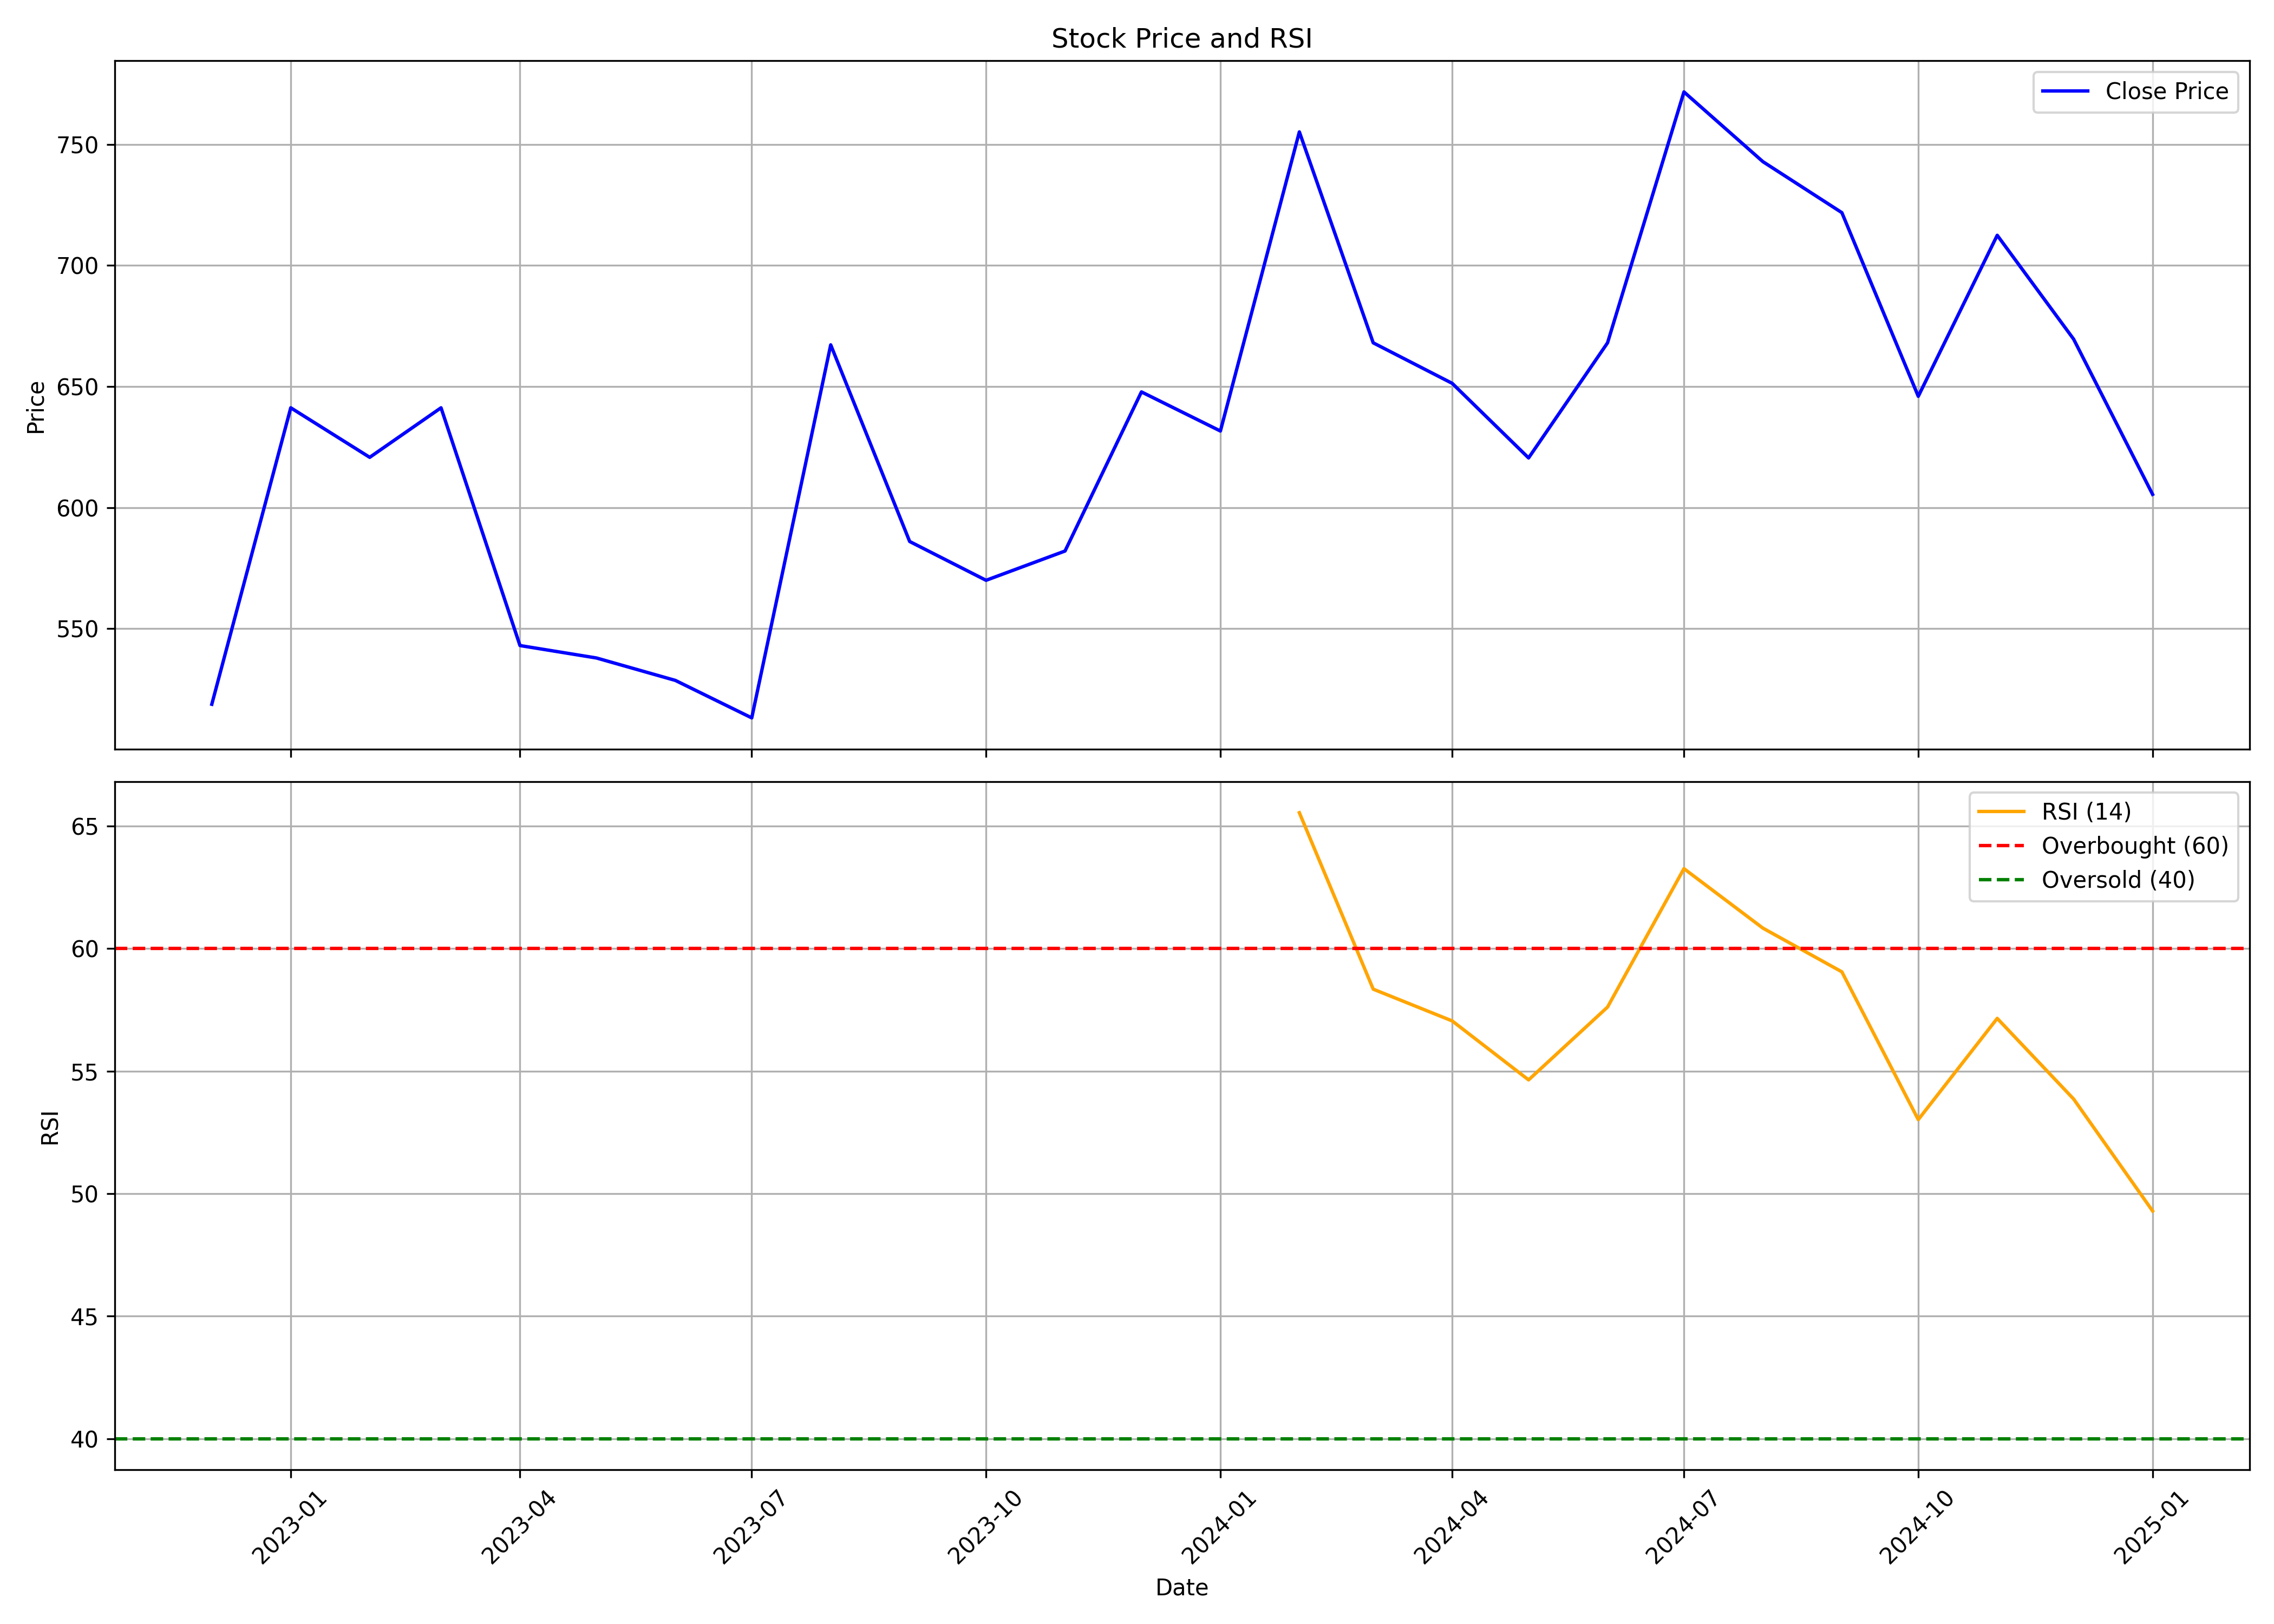 Stock Price and RSI
Close Price
Price
750
700
650
600
550
RSI (14)
Overbought (60)
Oversold (40)
RSI
65
60
55
50
45
40
2023-01
2023-04
2023-07
2023-10
2024-01
2024-04
2024-07
2024-10
2025-01
Date